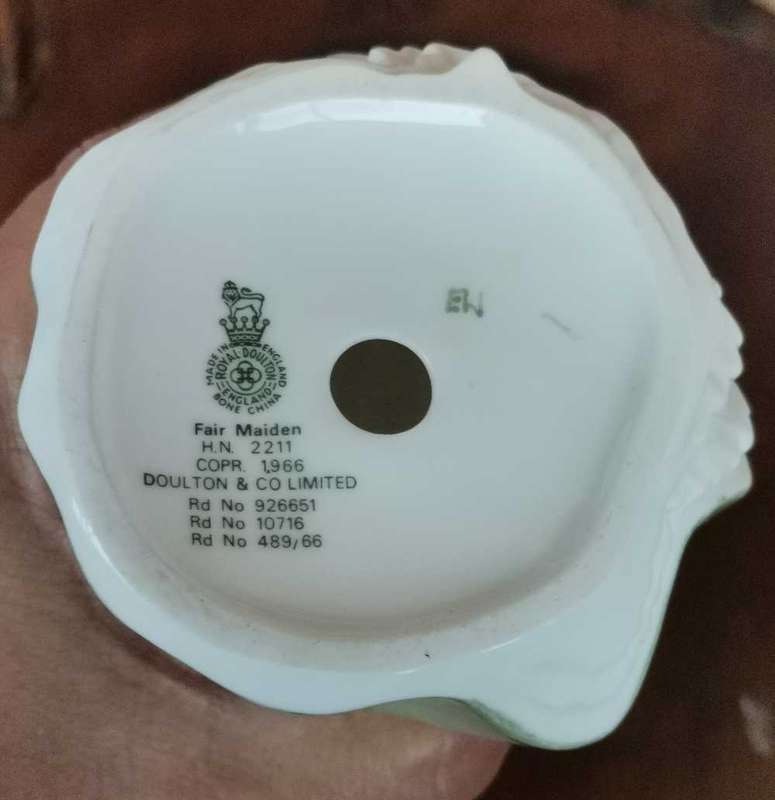 MADE IN ENGLAND
ROYAL DOULTON
ENGLAND
BONE CHINA
Fair Maiden
H.N. 2211
COPR. 1966
DOULTON & CO LIMITED
Rd No 926651
Rd No 10716
Rd No 489/66